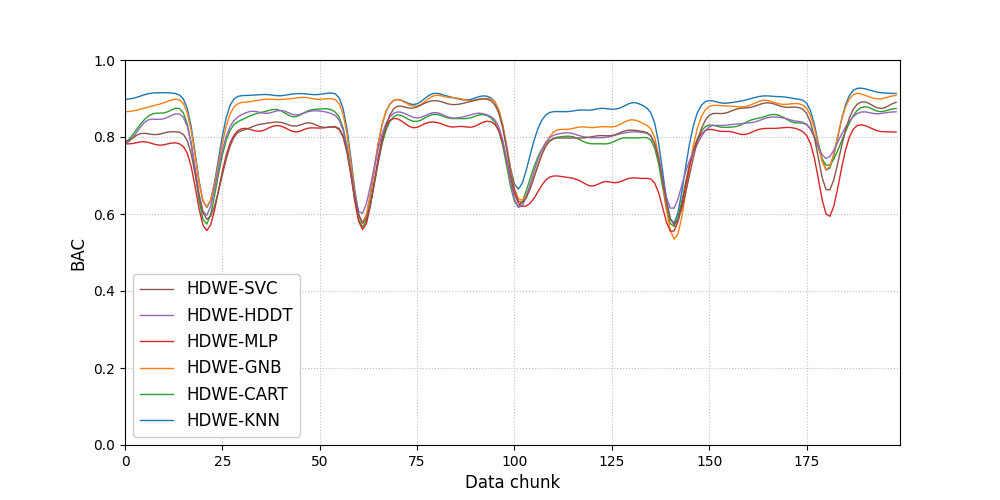 1.0
0.8
0.6
0.4
0.2
0.0
BAC
HDWE-SVC
HDWE-HDDT
HDWE-MLP
HDWE-GNB
HDWE-CART
HDWE-KNN
0 25 50 75 100 125 150 175
Data chunk